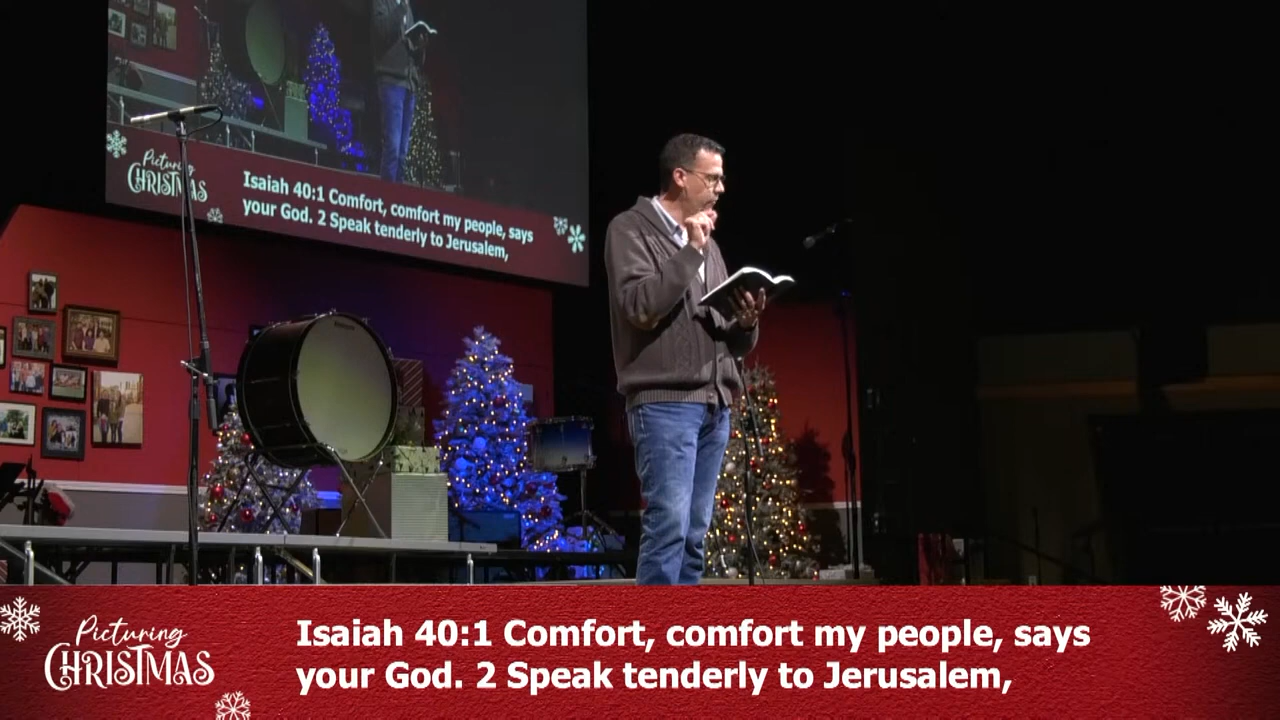 Picturing
CHRISTMAS
Isaiah 40:1 Comfort, comfort my people, says
your God. 2 Speak tenderly to Jerusalem,
Picturing
CHRISTMAS
Isaiah 40:1 Comfort, comfort my people, says
your God. 2 Speak tenderly to Jerusalem,